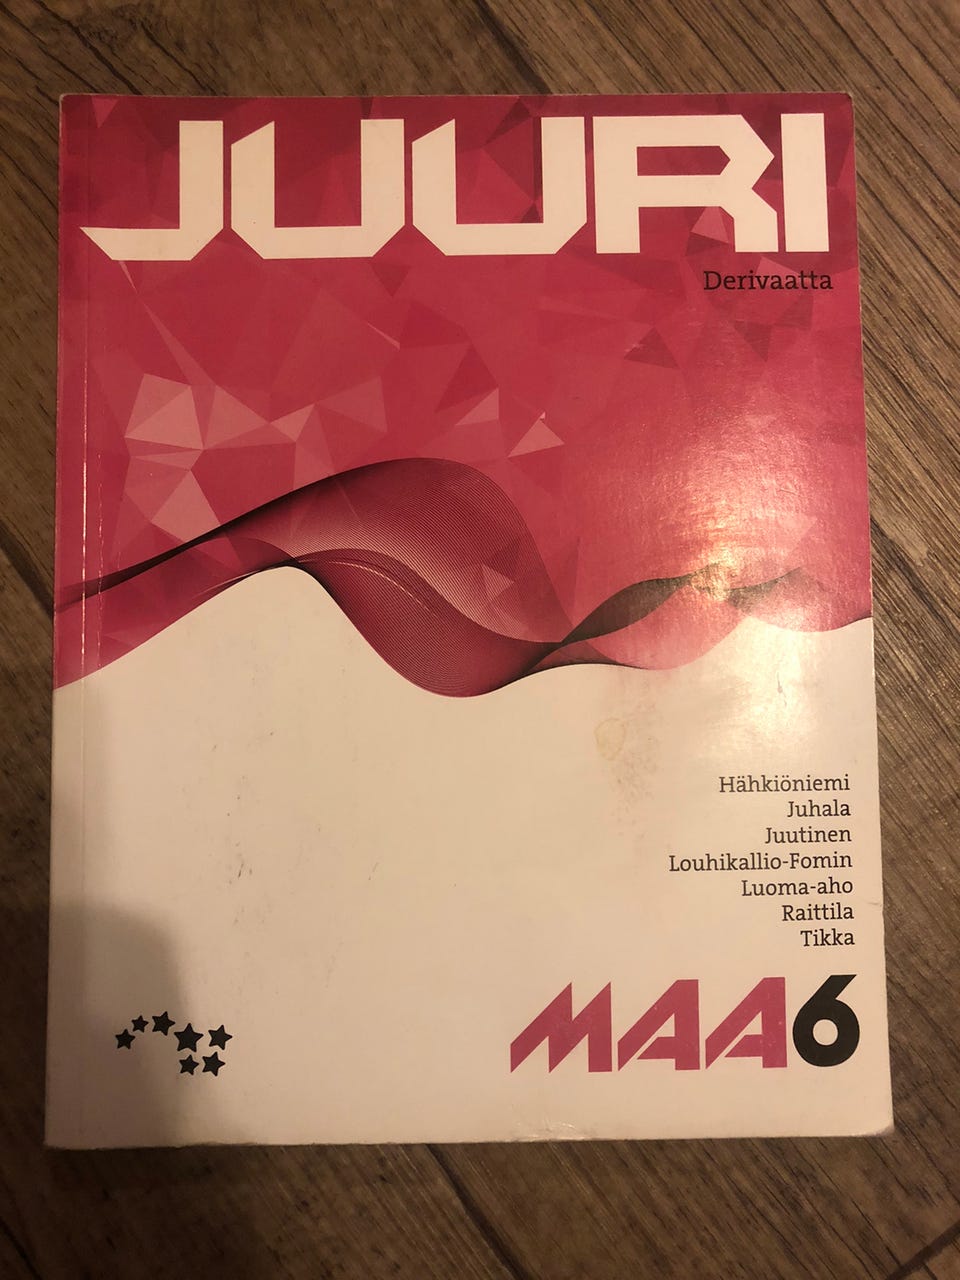 JUURI
Derivaatta
Hähkiöniemi
Juhala
Juutinen
Louhikallio-Fomin
Luoma-aho
Raittila
Tikka
MAA6